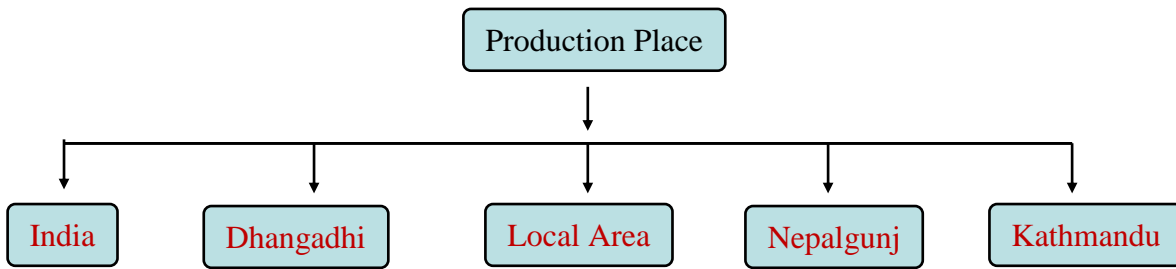 Production Place
India
Dhangadhi
Local Area
Nepalgunj
Kathmandu